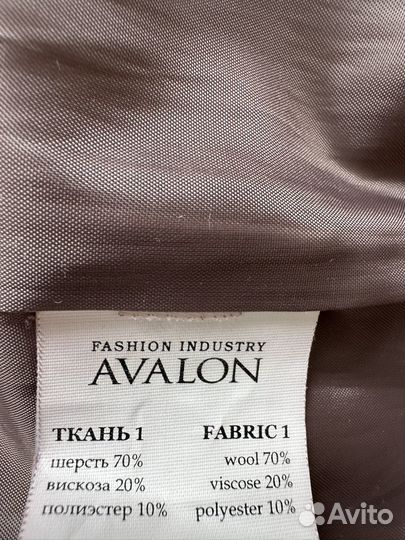 FASHION INDUSTRY
AVALON
ТКАНЬ 1 FABRIC 1
шерсть 70% wool 70%
вискоза 20% viscose 20%
полиэстер 10% polyester 10%
Avito